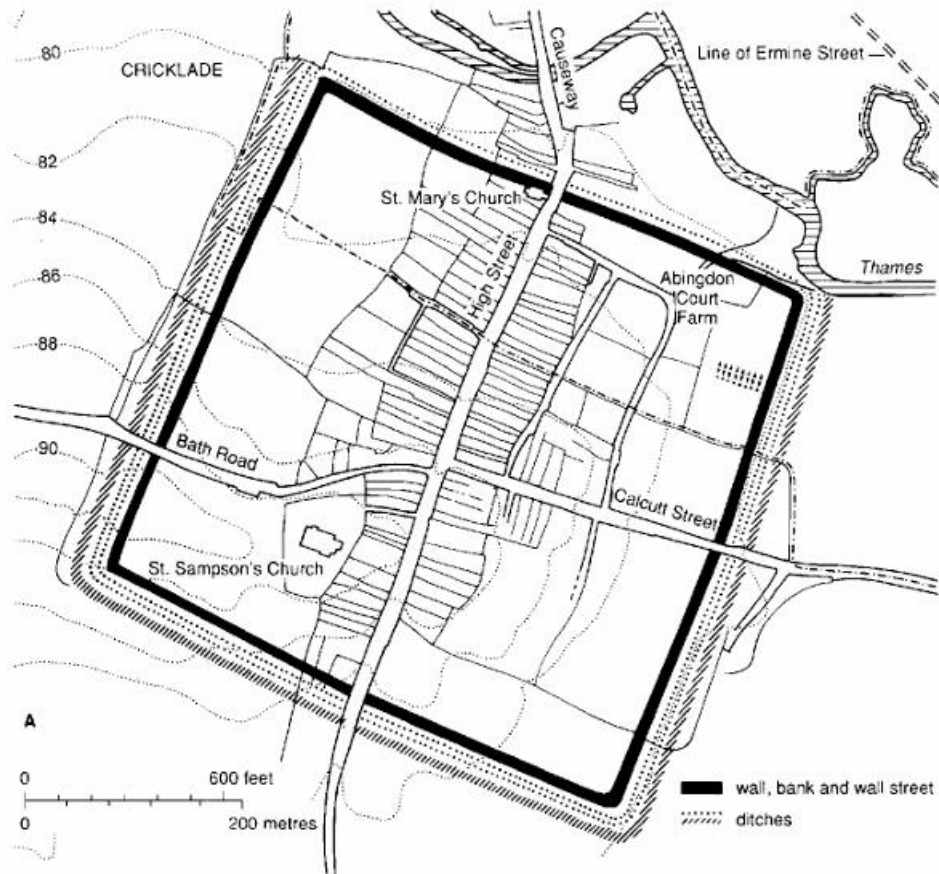 80
CRICKLADE
Causeway
Line of Ermine Street
82
84
St. Mary's Church
86
High Street
Thames
Abingdon
Court
Farm
88
90
Bath Road
Calcutt Street
St. Sampson's Church
A
0 600 feet
0 200 metres
wall, bank and wall street
ditches